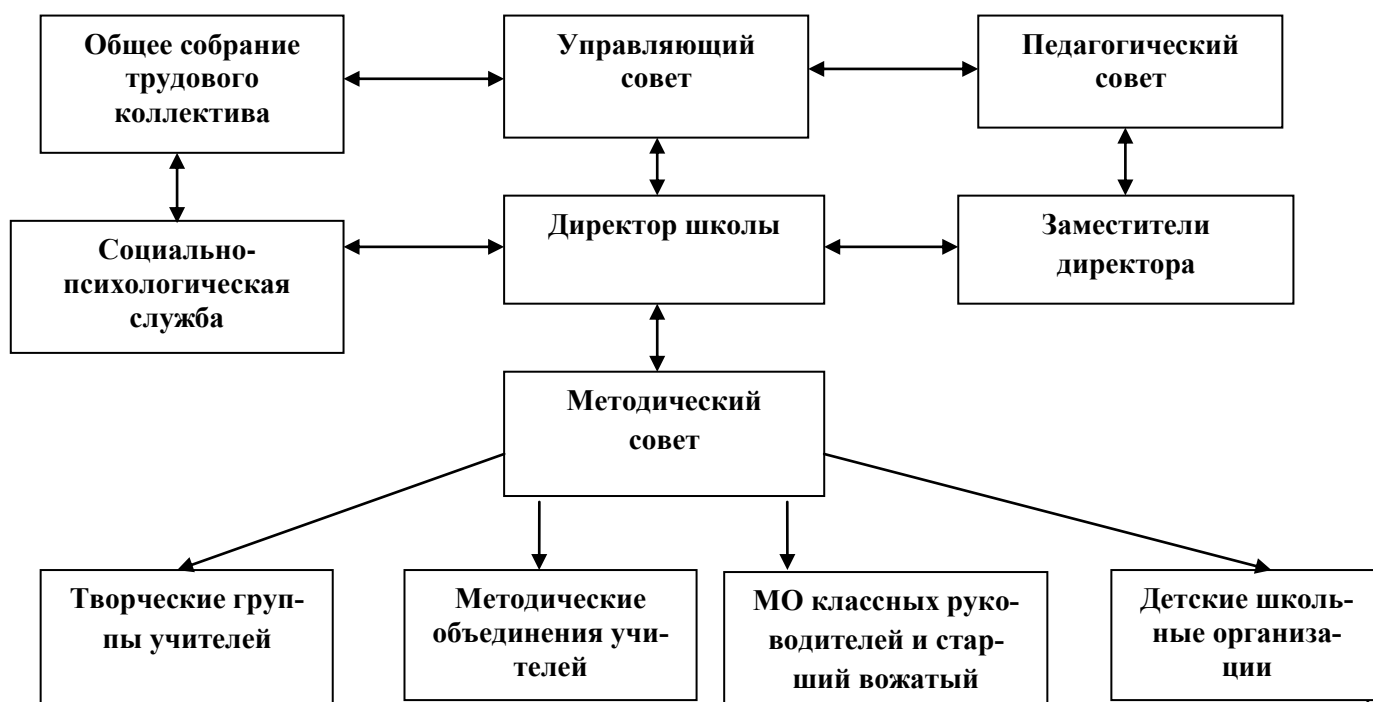 Общее собрание
трудового
коллектива
Управляющий
совет
Педагогический
совет
Социально-
психологическая
служба
Директор школы
Заместители
директора
Методический
совет
Творческие груп-
пы учителей
Методические
объединения учи-
телей
МО классных руко-
водителей и стар-
ший вожатый
Детские школь-
ные организа-
ции